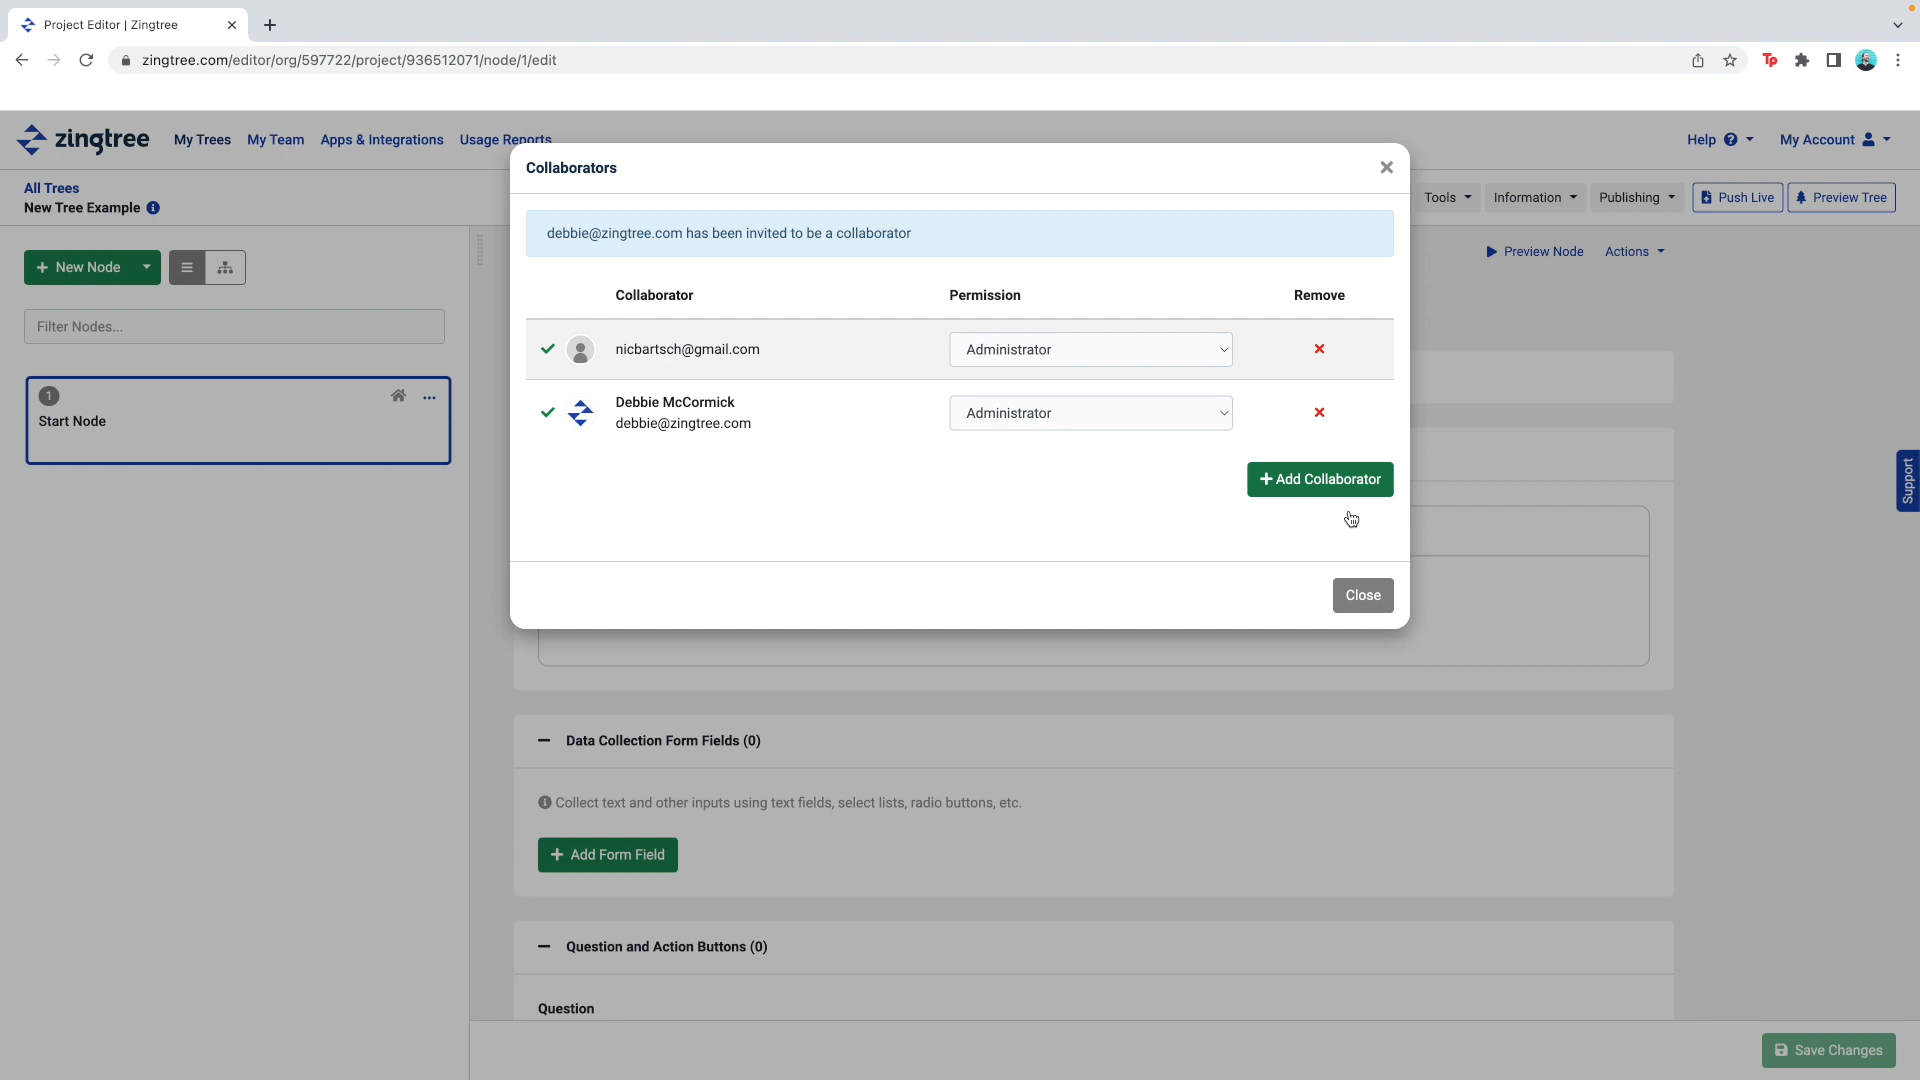 Project Editor | Zingtree
zingtree.com/editor/org/597722/project/936512071/node/1/edit
Tp
zingtree
My Trees
My Team
Apps & Integrations
Usage Reports
Help
My Account
All Trees
New Tree Example
Tools
Information
Publishing
Push Live
Preview Tree
Collaborators
debbie@zingtree.com has been invited to be a collaborator
Collaborator
Permission
Remove
nicbartsch@gmail.com
Administrator
Debbie McCormick
debbie@zingtree.com
Administrator
+ Add Collaborator
Close
+ New Node
Preview Node
Actions
Filter Nodes...
1
Start Node
Support
Data Collection Form Fields (0)
Collect text and other inputs using text fields, select lists, radio buttons, etc.
+ Add Form Field
Question and Action Buttons (0)
Question
Save Changes